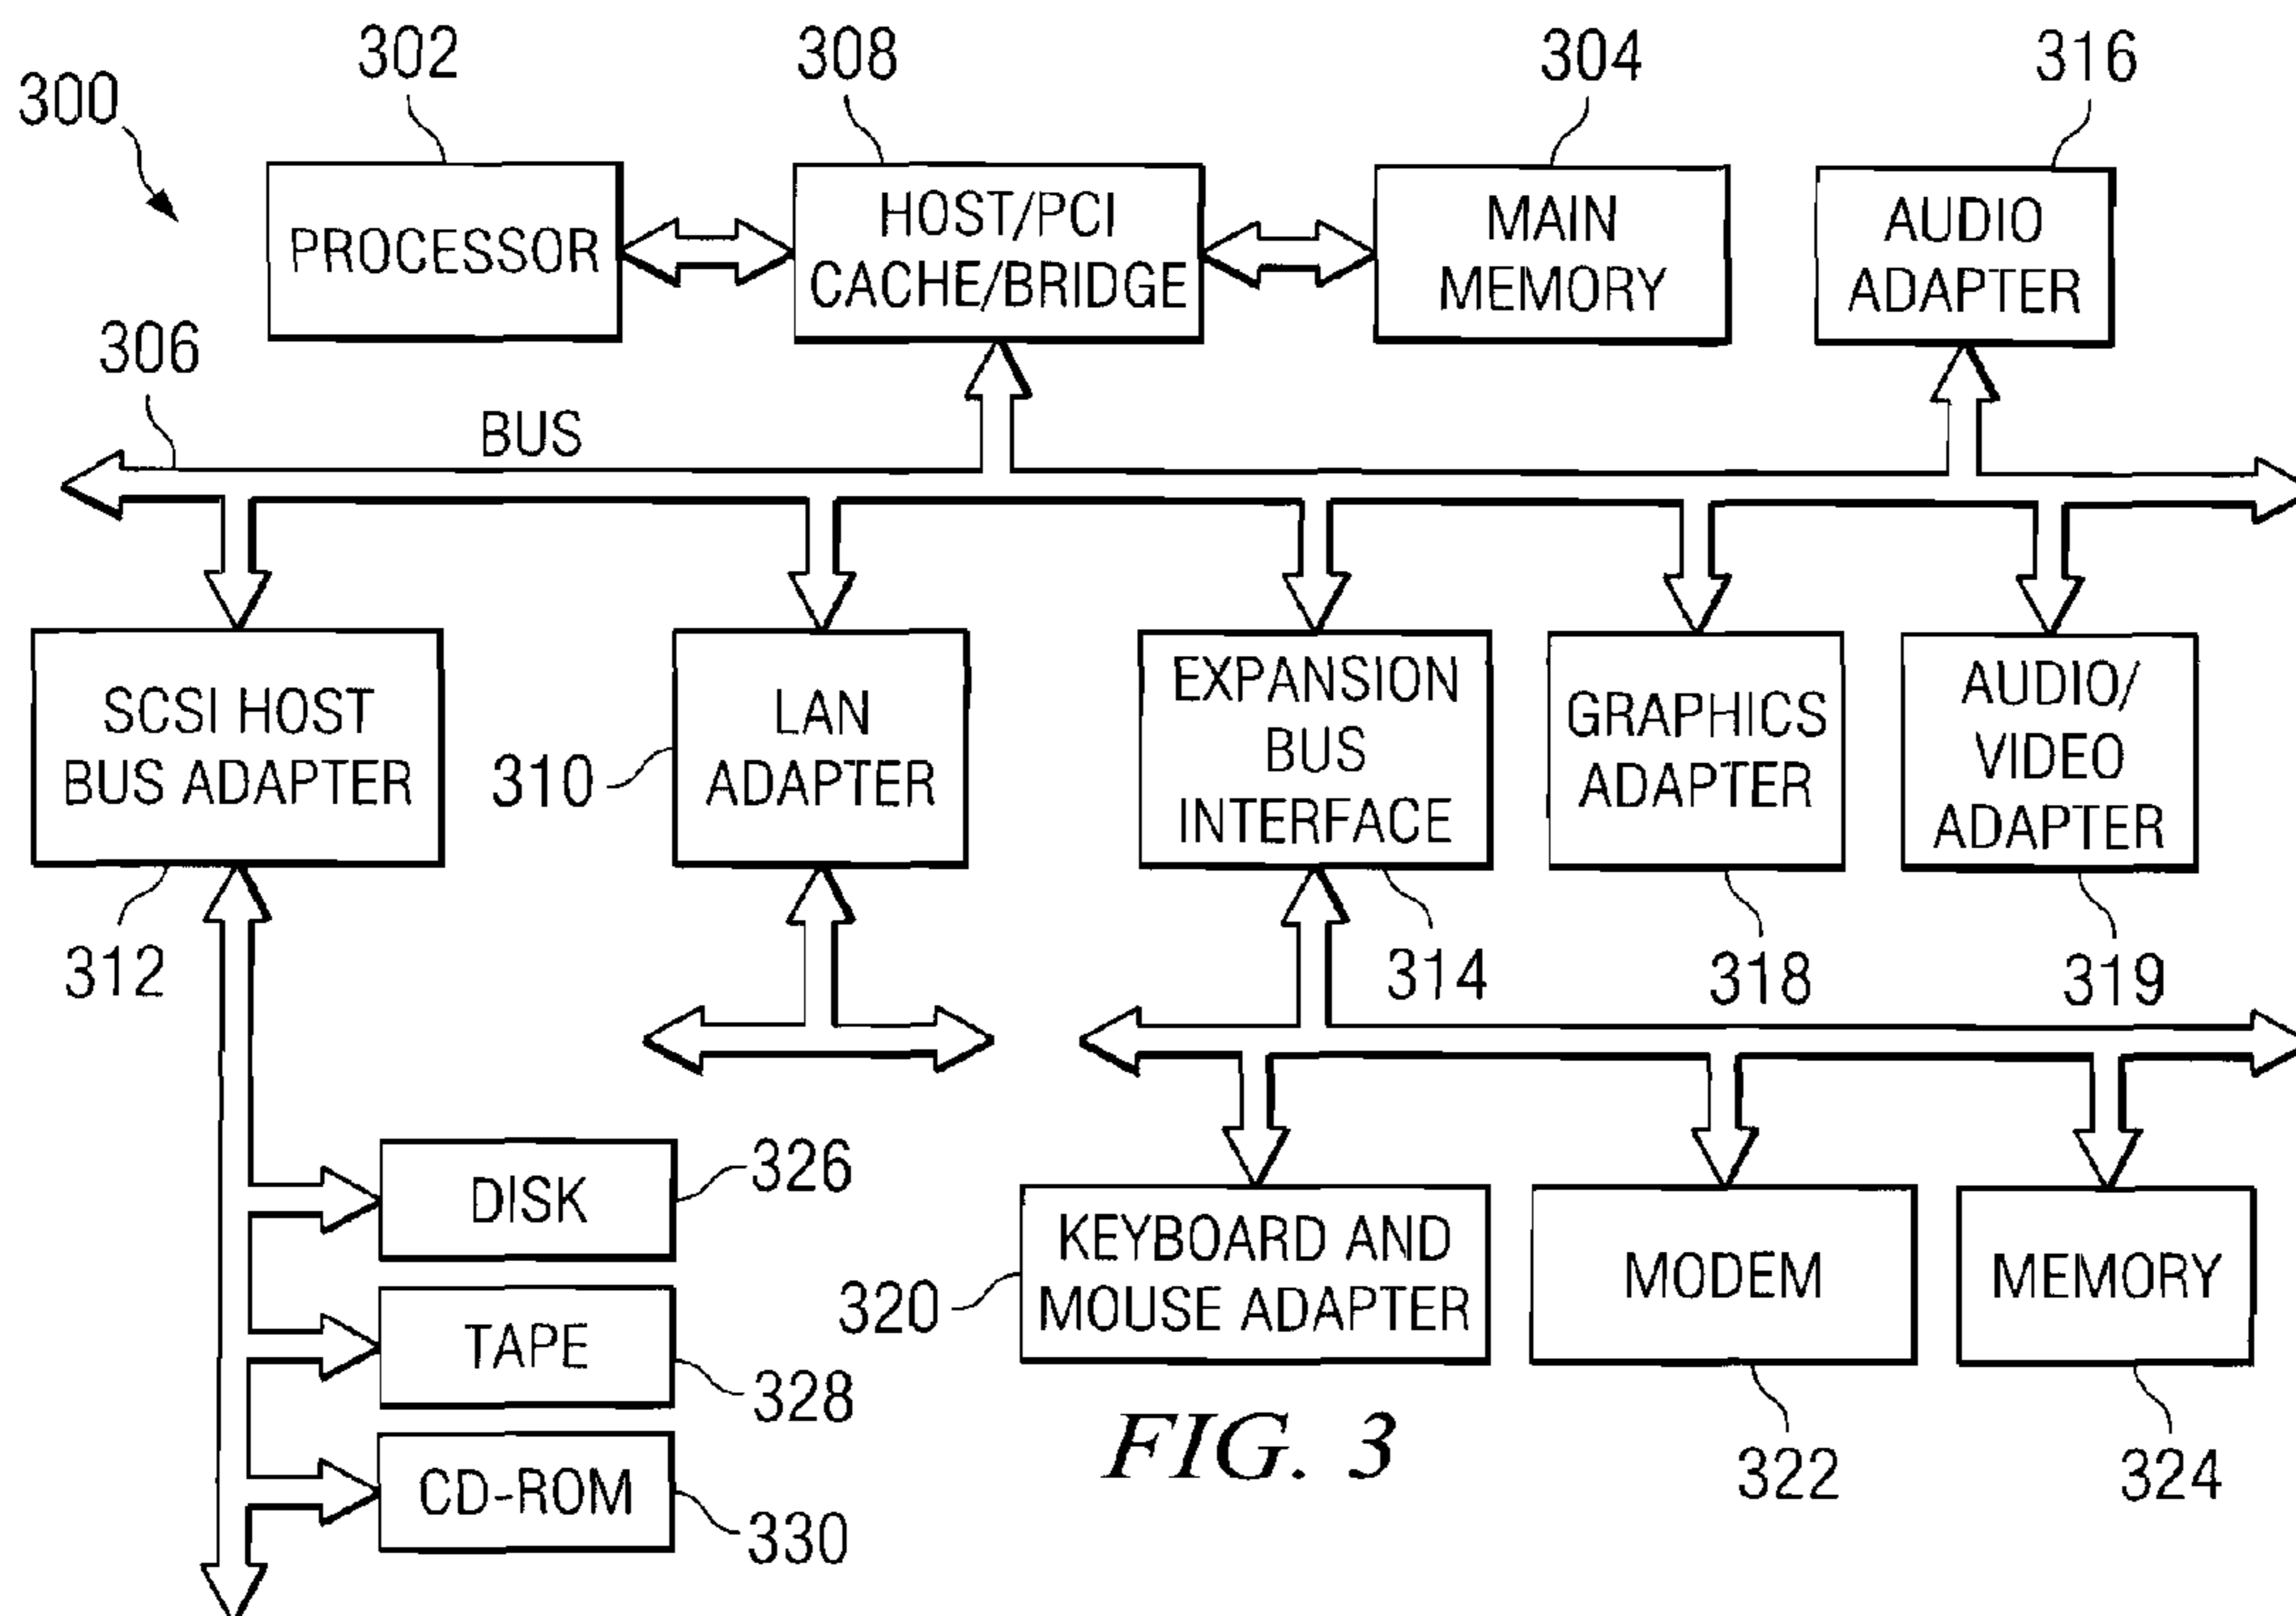 300
302
308
304
316
PROCESSOR
HOST/PCI
CACHE/BRIDGE
MAIN
MEMORY
AUDIO
ADAPTER
306
BUS
SCSI HOST
BUS ADAPTER
312
310
LAN
ADAPTER
EXPANSION
BUS
INTERFACE
314
GRAPHICS
ADAPTER
318
AUDIO/
VIDEO
ADAPTER
319
DISK
326
TAPE
328
CD-ROM
330
320
KEYBOARD AND
MOUSE ADAPTER
MODEM
322
MEMORY
324
FIG. 3